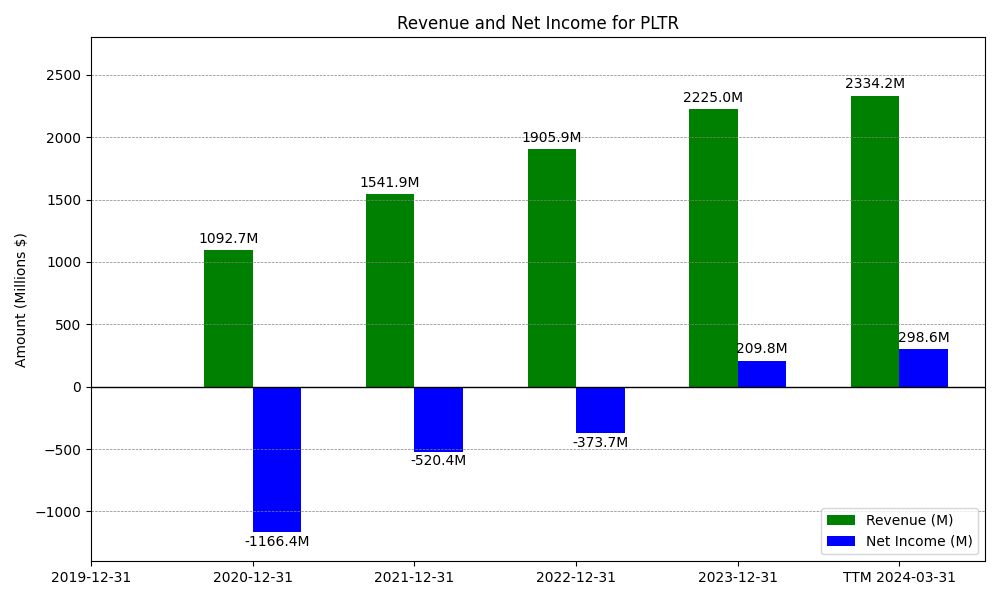 Revenue and Net Income for PLTR
Amount (Millions $)
2500
2000
1500
1000
500
0
−500
−1000
1092.7M
1541.9M
1905.9M
2225.0M
2334.2M
-1166.4M
-520.4M
-373.7M
209.8M
298.6M
Revenue (M)
Net Income (M)
2019-12-31
2020-12-31
2021-12-31
2022-12-31
2023-12-31
TTM 2024-03-31